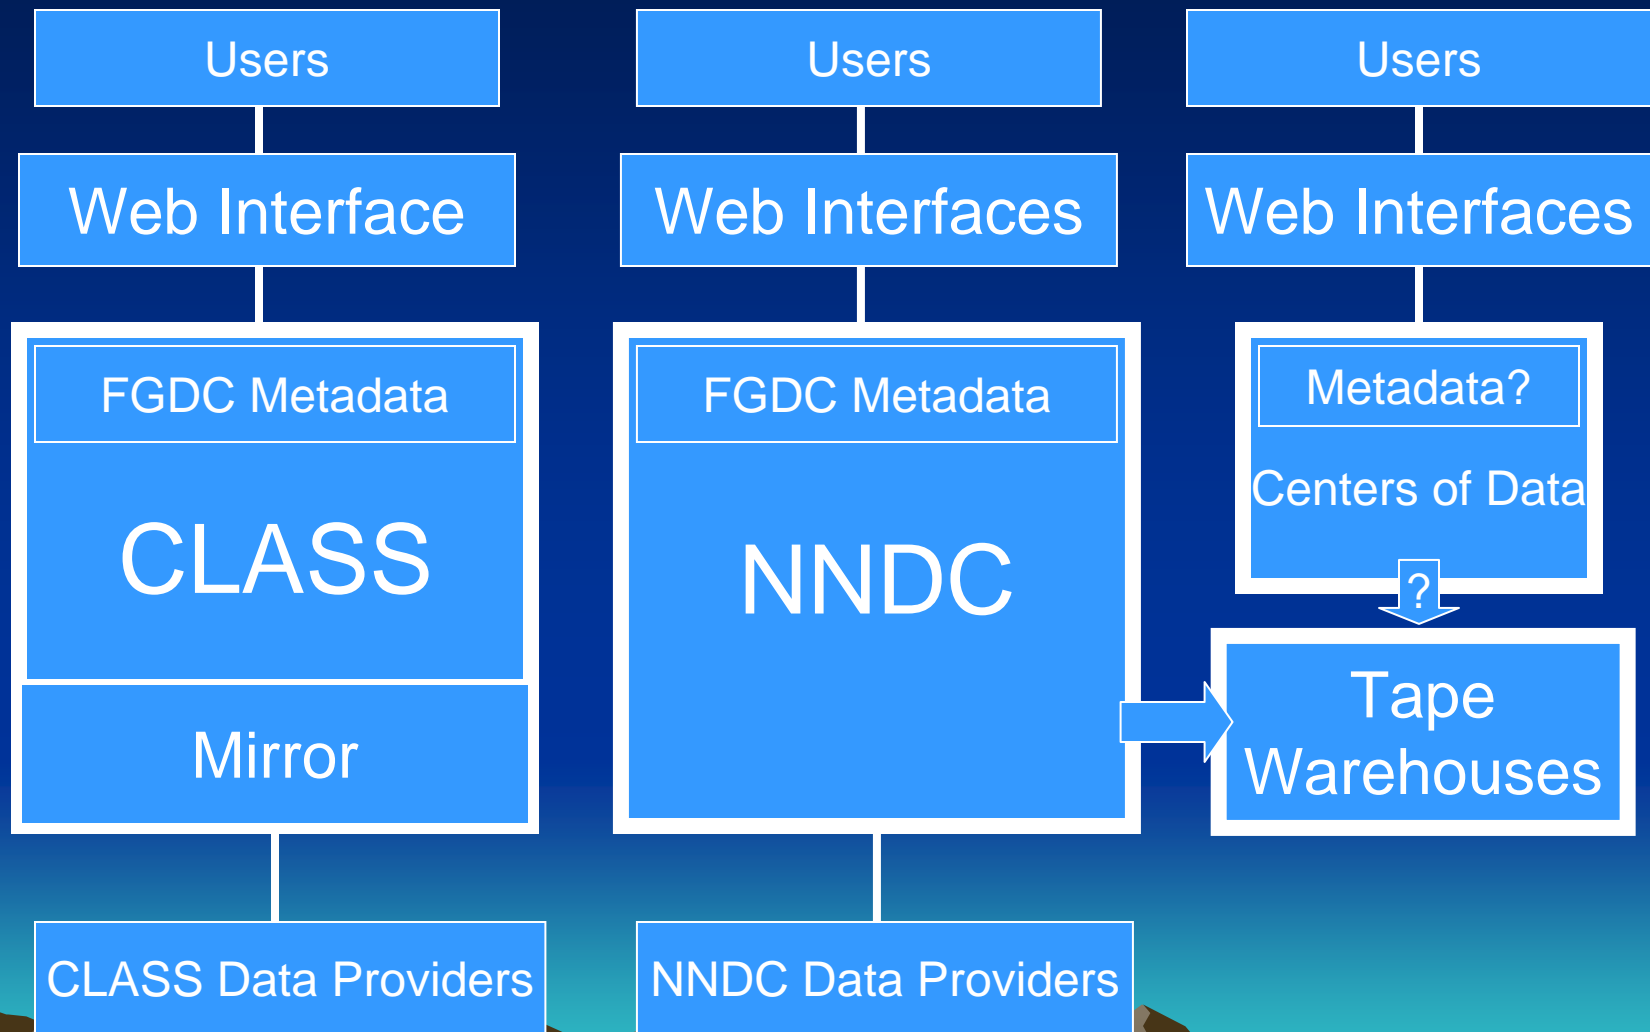 Users
Web Interface
FGDC Metadata
CLASS
Mirror
CLASS Data Providers
Users
Web Interfaces
FGDC Metadata
NNDC
NNDC Data Providers
Users
Web Interfaces
Metadata?
Centers of Data
?
Tape
Warehouses